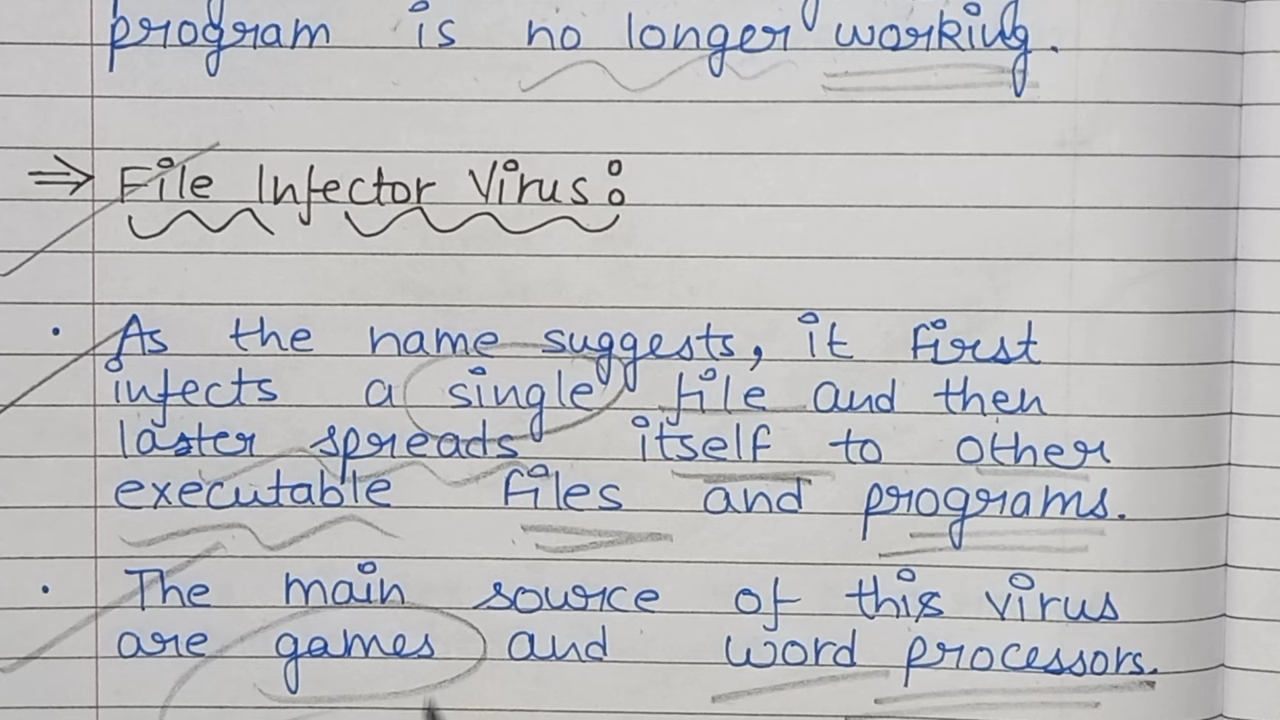 program is no longer working.
⇒ File Infector Virus:
· As the name suggests, it first
infects a single file and then
laster spreads itself to other
executable files and programs.
· The main source of this virus
are games and word processors.